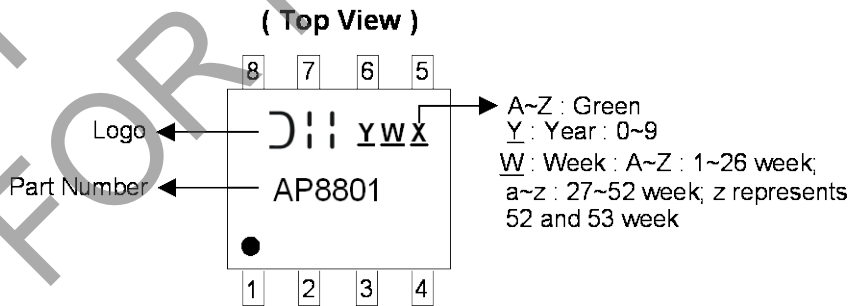 ( Top View )
8 7 6 5
Logo
YWX
A~Z : Green
Y : Year : 0~9
W : Week : A~Z : 1~26 week;
Part Number
AP8801
a~z : 27~52 week; z represents
52 and 53 week
1 2 3 4
FOR